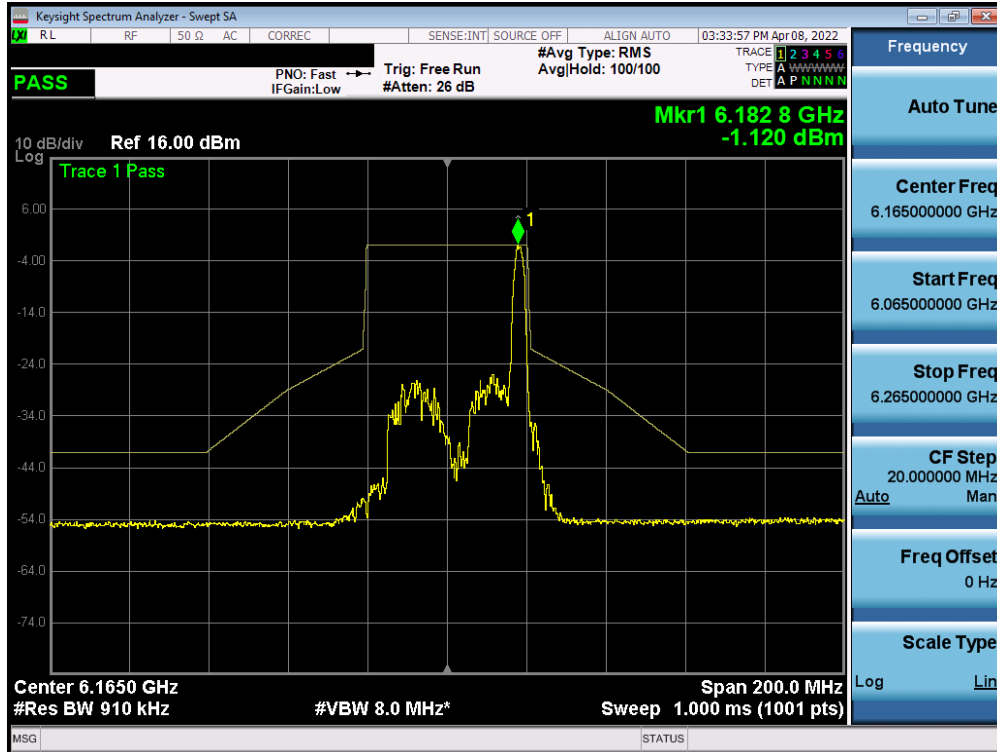 Keysight Spectrum Analyzer - Swept SA
LXI RL RF 50 Ω AC CORREC SENSE:INT SOURCE OFF ALIGN AUTO 03:33:57 PM Apr 08, 2022
PASS
PNO: Fast
IFGain:Low
Trig: Free Run
#Atten: 26 dB
#Avg Type: RMS
Avg|Hold: 100/100
TRACE 1 2 3 4 5 6
TYPE A WWWWW
DET A P N N N N
Mkr1 6.182 8 GHz
-1.120 dBm
10 dB/div Ref 16.00 dBm
Log
Trace 1 Pass
1
6.00
-4.00
-14.0
-24.0
-34.0
-44.0
-54.0
-64.0
-74.0
Center 6.1650 GHz Span 200.0 MHz
#Res BW 910 kHz #VBW 8.0 MHz* Sweep 1.000 ms (1001 pts)
MSG STATUS
Frequency
Auto Tune
Center Freq
6.165000000 GHz
Start Freq
6.065000000 GHz
Stop Freq
6.265000000 GHz
CF Step
20.000000 MHz
Auto Man
Freq Offset
0 Hz
Scale Type
Log Lin